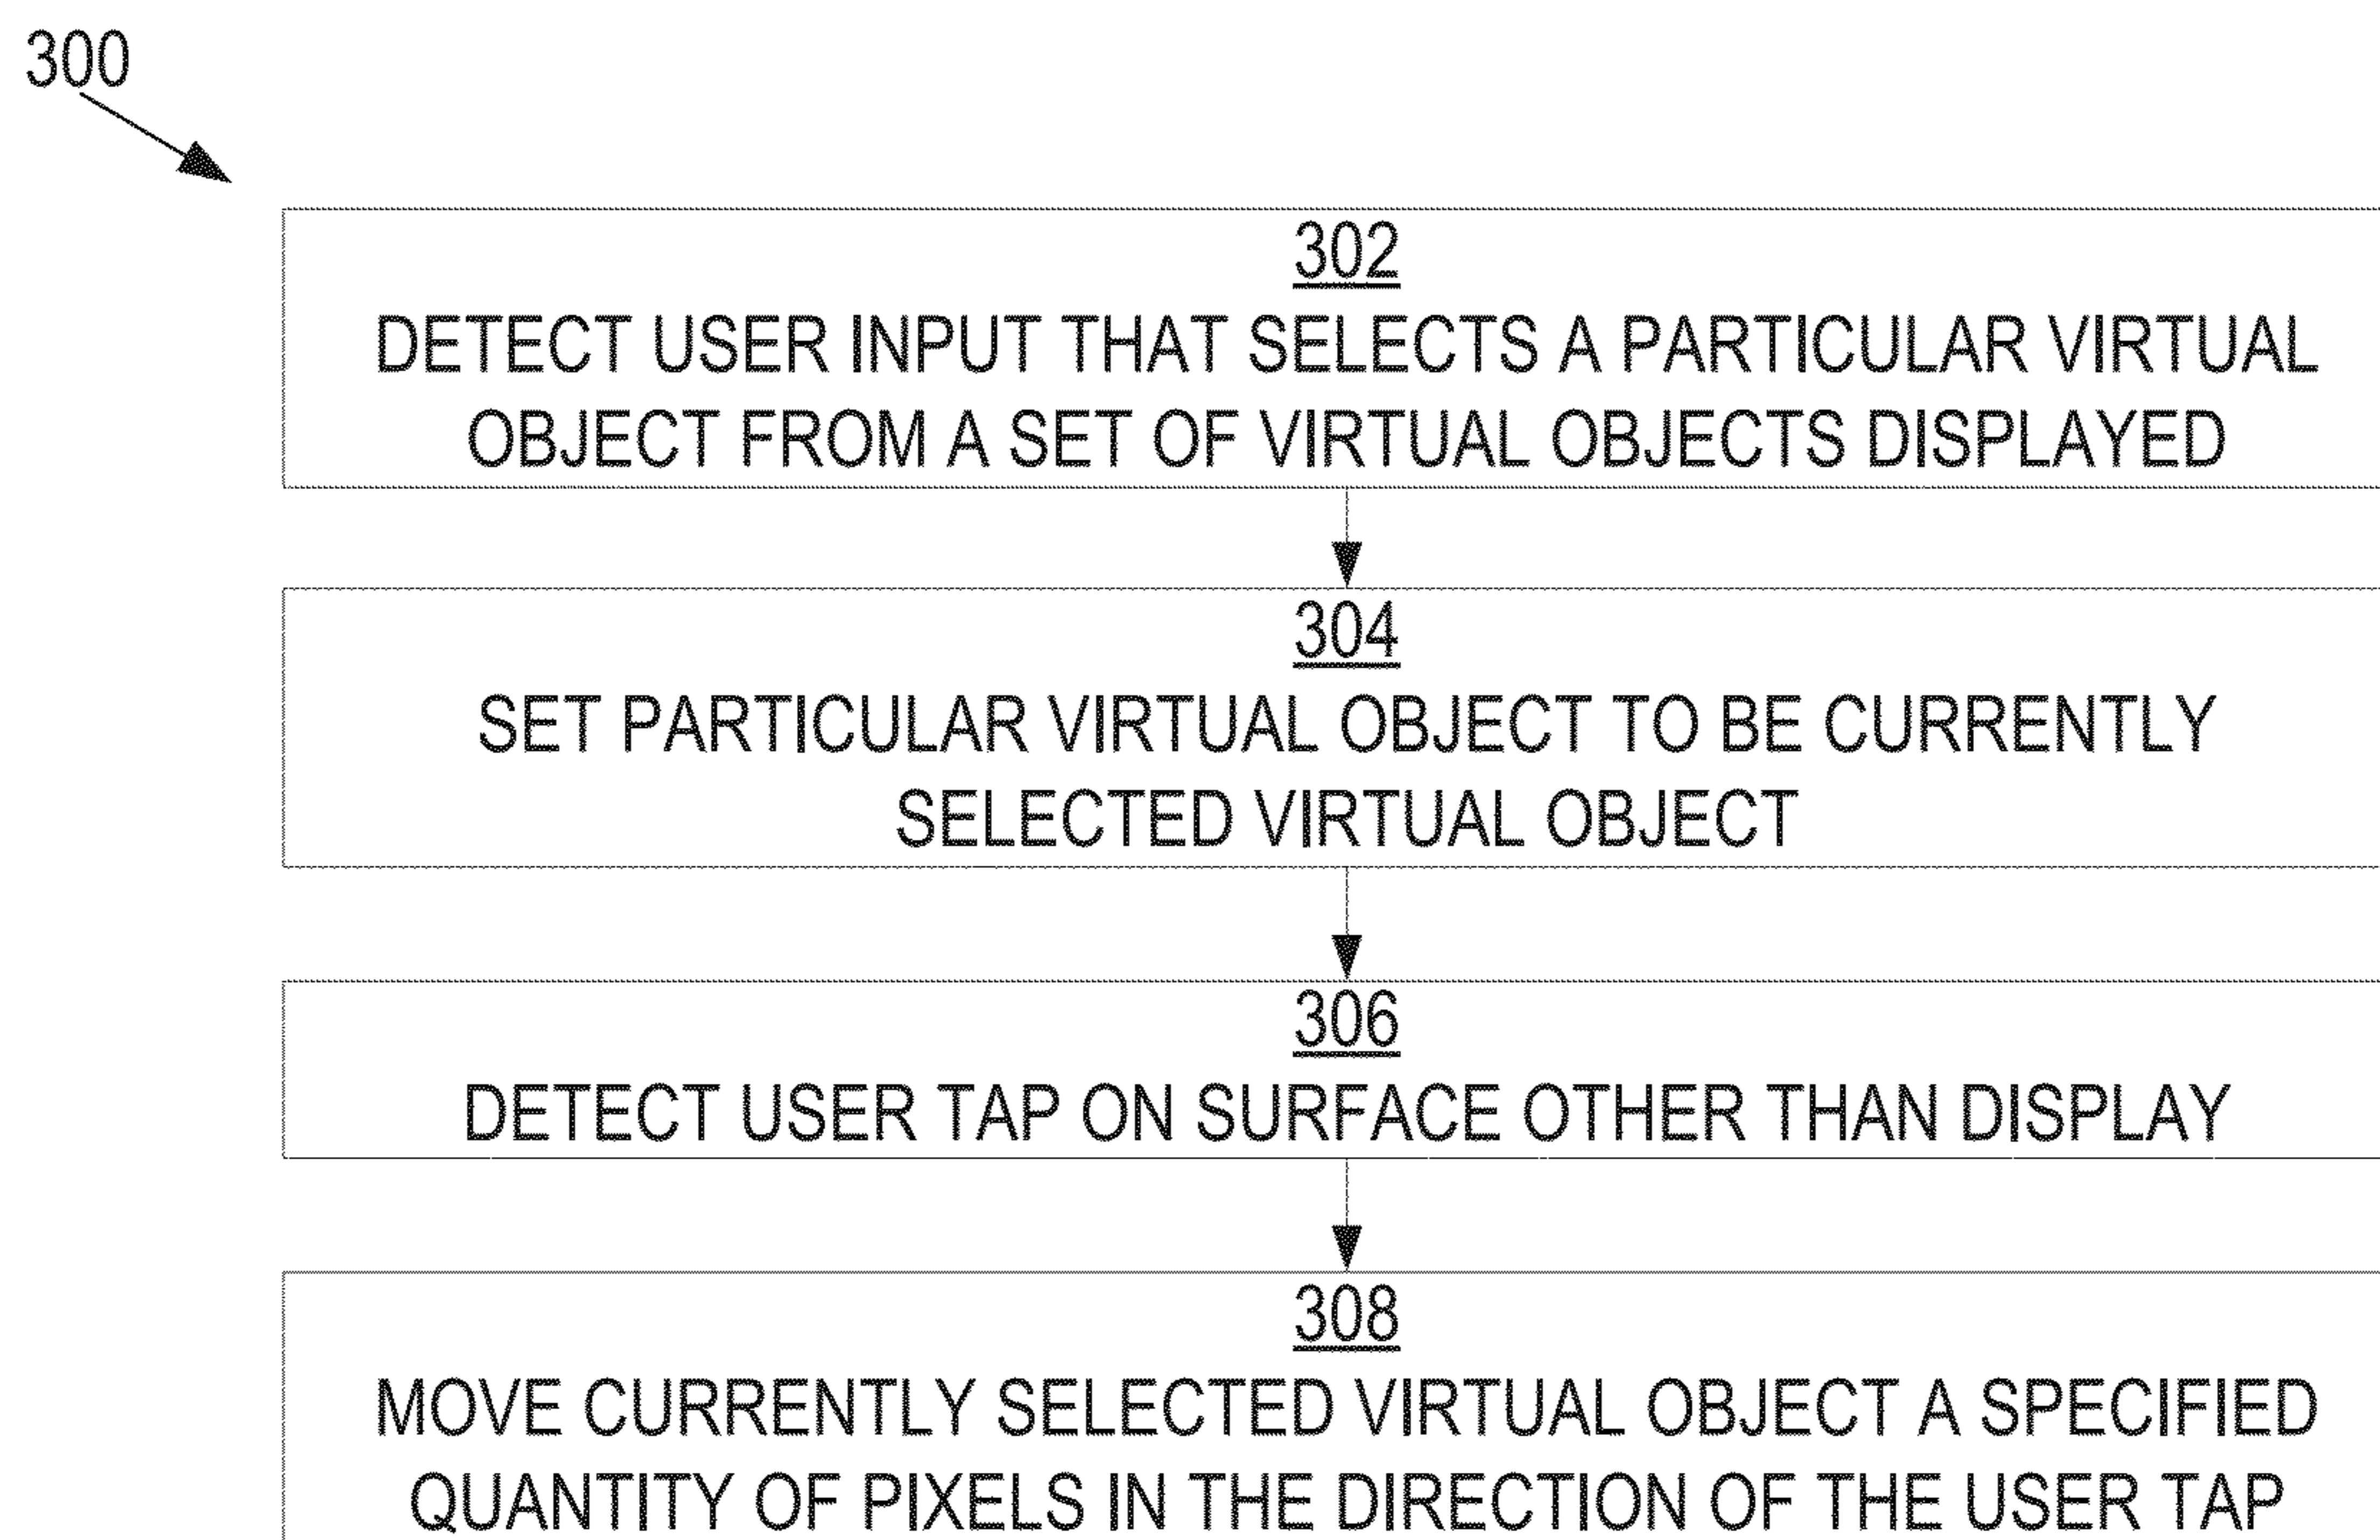 300
302
DETECT USER INPUT THAT SELECTS A PARTICULAR VIRTUAL
OBJECT FROM A SET OF VIRTUAL OBJECTS DISPLAYED
304
SET PARTICULAR VIRTUAL OBJECT TO BE CURRENTLY
SELECTED VIRTUAL OBJECT
306
DETECT USER TAP ON SURFACE OTHER THAN DISPLAY
308
MOVE CURRENTLY SELECTED VIRTUAL OBJECT A SPECIFIED
QUANTITY OF PIXELS IN THE DIRECTION OF THE USER TAP